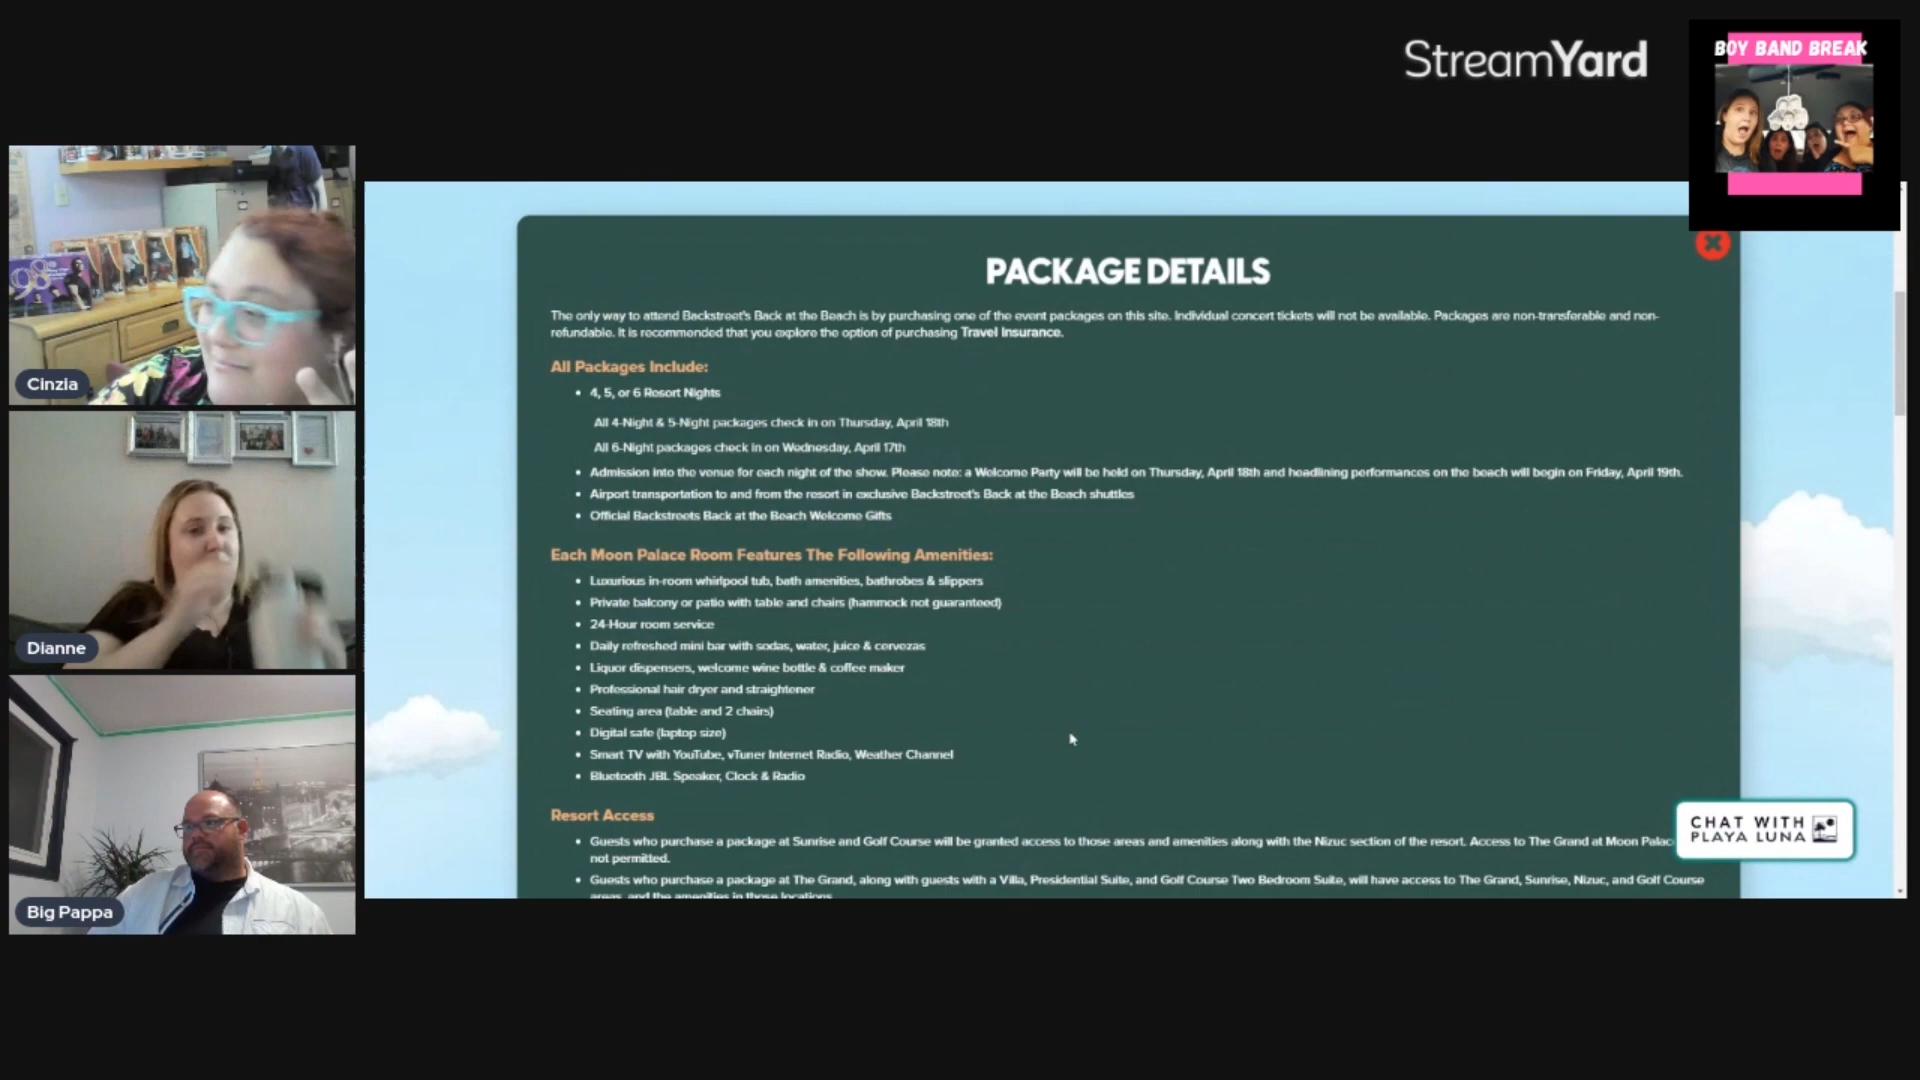 StreamYard
BOY BAND BREAK
98
Cinzia
Dianne
Big Pappa
PACKAGE DETAILS
The only way to attend Backstreet's Back at the Beach is by purchasing one of the event packages on this site. Individual concert tickets will not be available. Packages are non-transferable and non-
refundable. It is recommended that you explore the option of purchasing Travel Insurance.
All Packages Include:
• 4, 5, or 6 Resort Nights
All 4-Night & 5-Night packages check in on Thursday, April 18th
All 6-Night packages check in on Wednesday, April 17th
• Admission into the venue for each night of the show. Please note: a Welcome Party will be held on Thursday, April 18th and headlining performances on the beach will begin on Friday, April 19th.
• Airport transportation to and from the resort in exclusive Backstreet's Back at the Beach shuttles
• Official Backstreets Back at the Beach Welcome Gifts
Each Moon Palace Room Features The Following Amenities:
• Luxurious in-room whirlpool tub, bath amenities, bathrobes & slippers
• Private balcony or patio with table and chairs (hammock not guaranteed)
• 24-Hour room service
• Daily refreshed mini bar with sodas, water, juice & cervezas
• Liquor dispensers, welcome wine bottle & coffee maker
• Professional hair dryer and straightener
• Seating area (table and 2 chairs)
• Digital safe (laptop size)
• Smart TV with YouTube, vTuner Internet Radio, Weather Channel
• Bluetooth JBL Speaker, Clock & Radio
Resort Access
• Guests who purchase a package at Sunrise and Golf Course will be granted access to those areas and amenities along with the Nizuc section of the resort. Access to The Grand at Moon Palac
not permitted.
• Guests who purchase a package at The Grand, along with guests with a Villa, Presidential Suite, and Golf Course Two Bedroom Suite, will have access to The Grand, Sunrise, Nizuc, and Golf Course
areas, and the amenities in those locations.
CHAT WITH
PLAYA LUNA